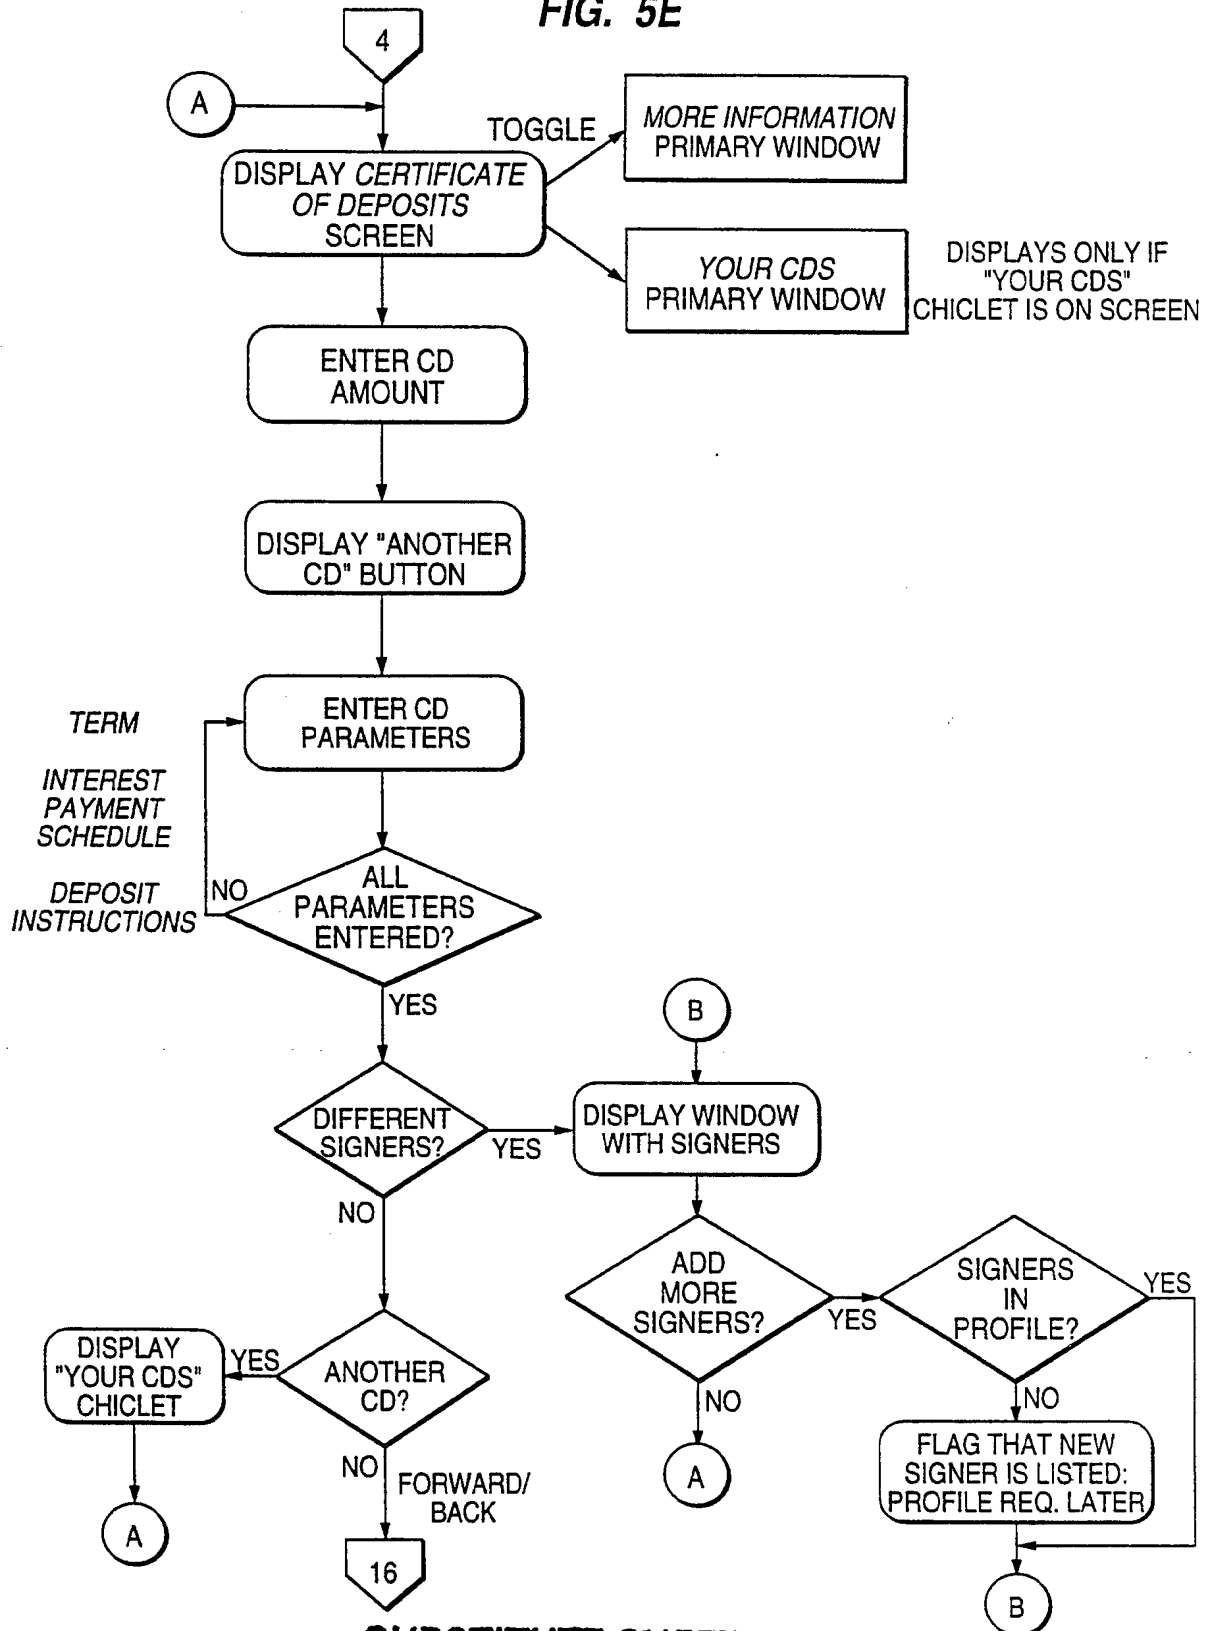 FIG. 5E
4
A
TOGGLE
MORE INFORMATION
PRIMARY WINDOW
DISPLAY CERTIFICATE
OF DEPOSITS
SCREEN
YOUR CDS
PRIMARY WINDOW
DISPLAYS ONLY IF
"YOUR CDS"
CHICLET IS ON SCREEN
ENTER CD
AMOUNT
DISPLAY "ANOTHER
CD" BUTTON
ENTER CD
PARAMETERS
TERM
INTEREST
PAYMENT
SCHEDULE
DEPOSIT
INSTRUCTIONS
NO
ALL
PARAMETERS
ENTERED?
YES
B
DIFFERENT
SIGNERS?
YES
DISPLAY WINDOW
WITH SIGNERS
NO
ADD
MORE
SIGNERS?
YES
SIGNERS
IN
PROFILE?
YES
DISPLAY
"YOUR CDS"
CHICLET
YES
ANOTHER
CD?
NO
NO
FLAG THAT NEW
SIGNER IS LISTED:
PROFILE REQ. LATER
A
NO
FORWARD/
BACK
A
16
B